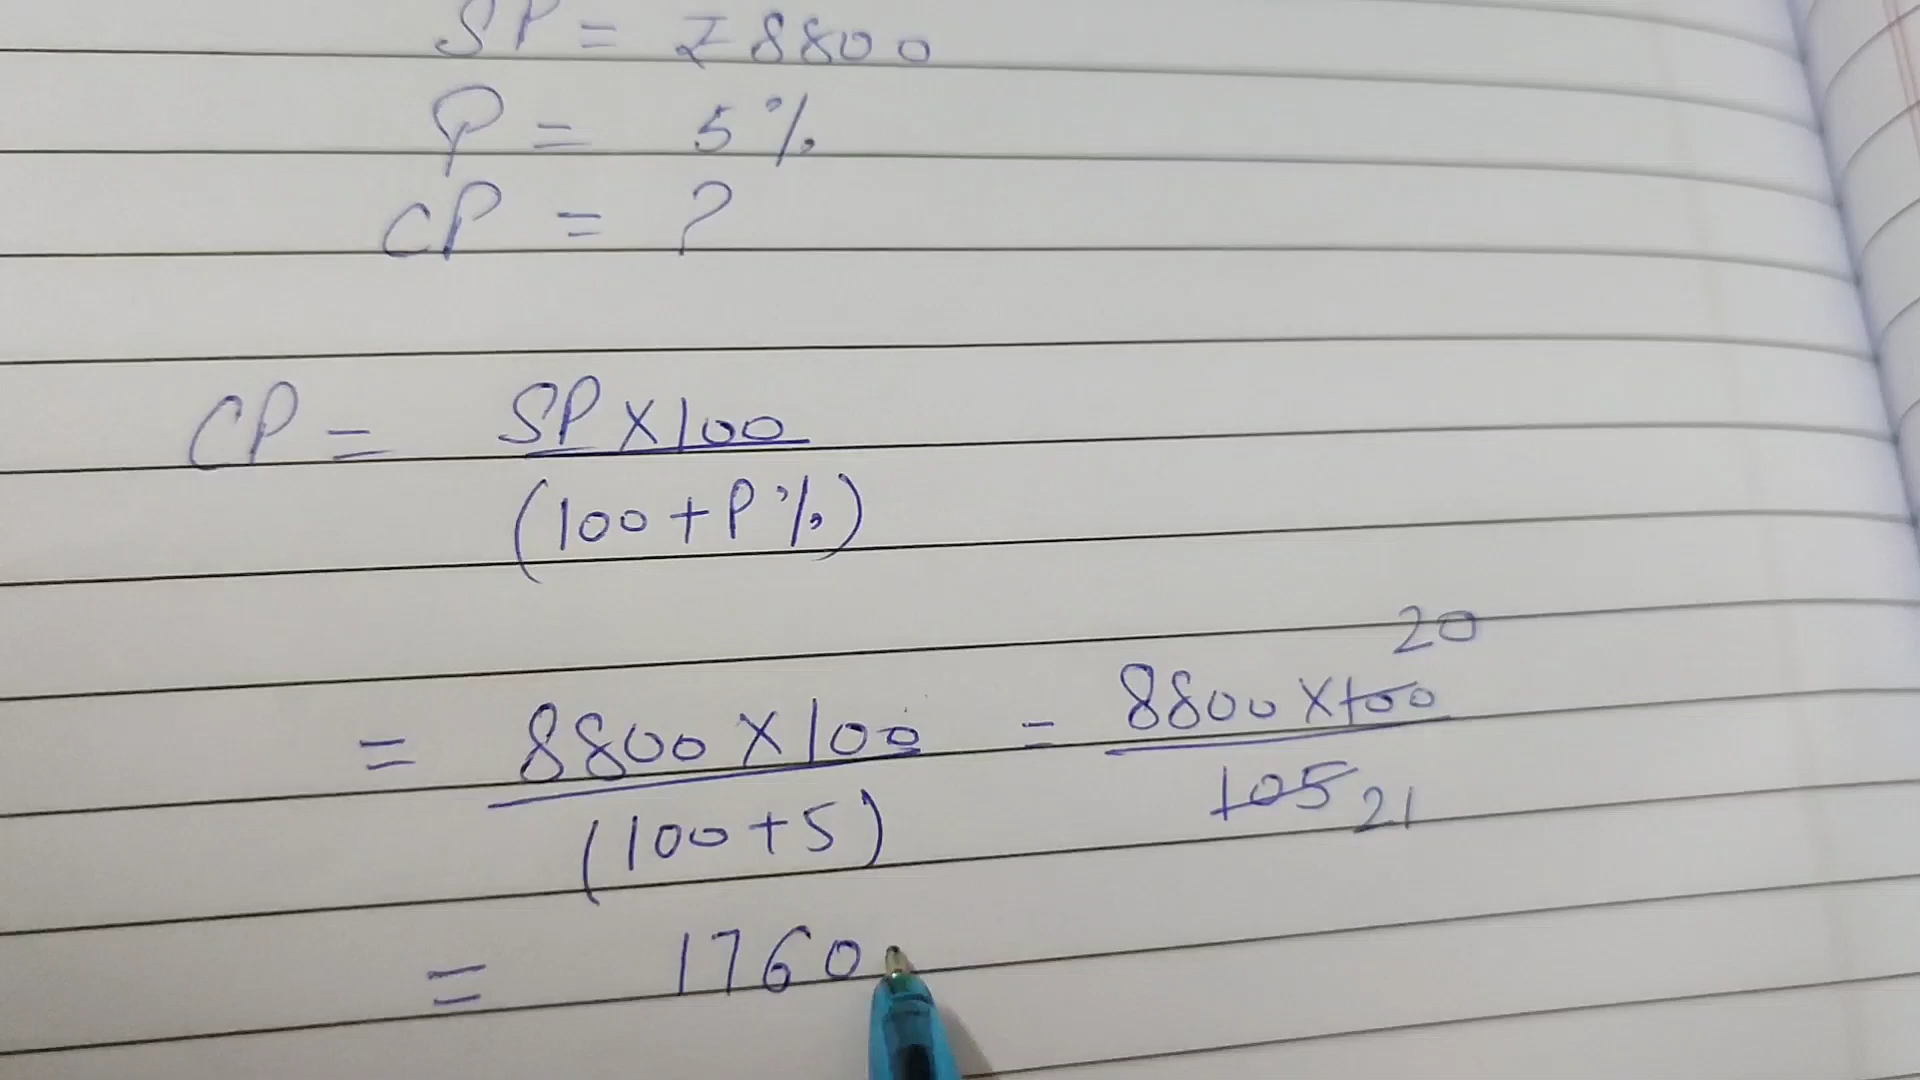 SP = ₹ 8800
P = 5%
CP = ?
CP = SP X 100
(100 + P%)
20
= 8800 X 100 = 8800 X 100
(100 + 5) 105 21
= 1760